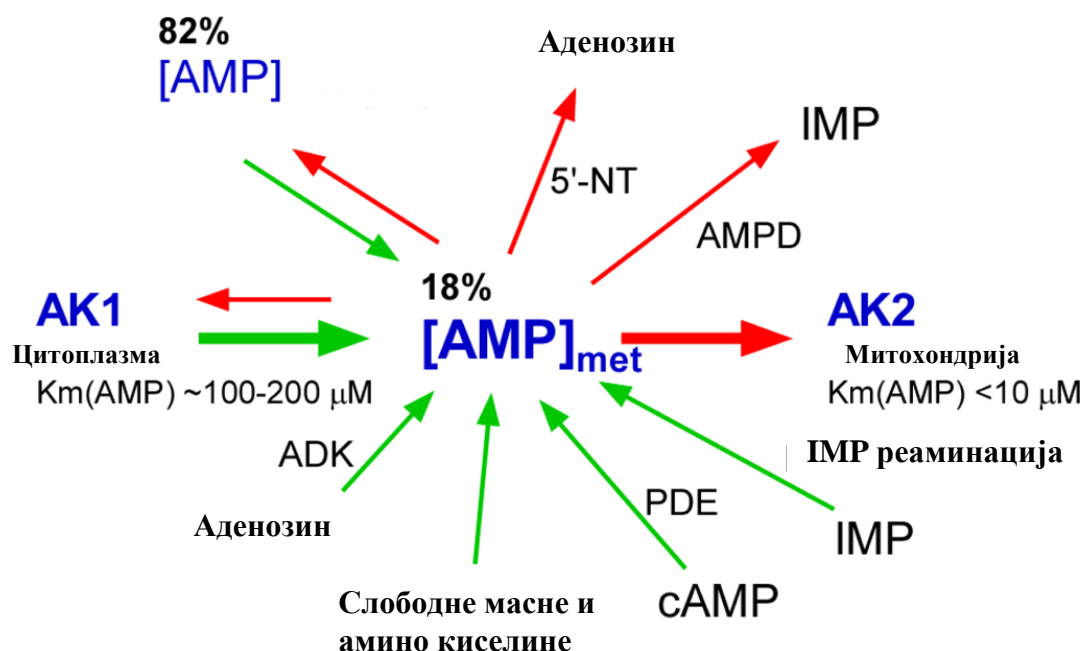 82%
[AMP]
Аденозин
IMP
5'-NT
AMPD
18%
[AMP]met
AK1
Цитоплазма
Km(AMP) ~100-200 μM
AK2
Митохондрија
Km(AMP) <10 μM
ADK
Аденозин
Слободне масне и
амино киселине
PDE
cAMP
IMP реаминација
IMP